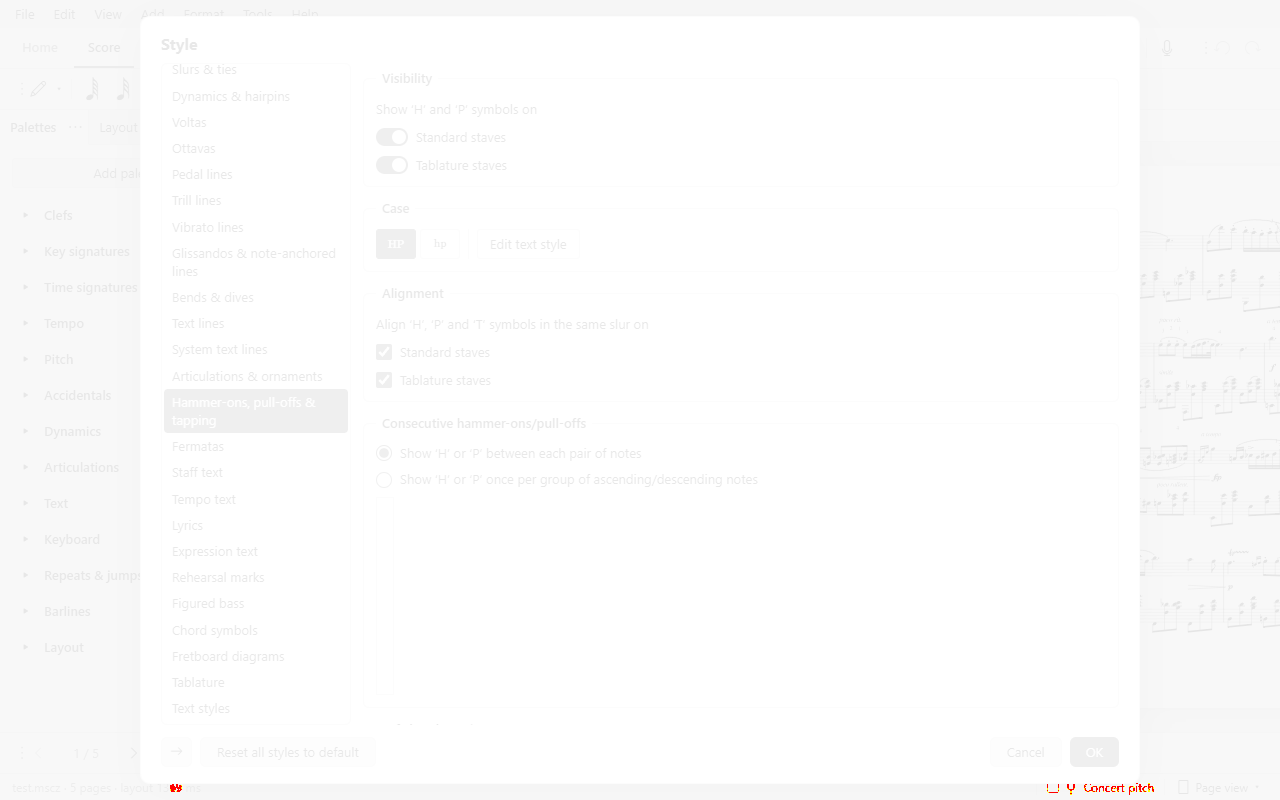 File Edit View Add Format Tools Help
Home Score
Palettes Layout
Clefs
Key signatures
Time signatures
Tempo
Pitch
Accidentals
Dynamics
Articulations
Text
Keyboard
Repeats & jumps
Barlines
Layout
1 / 5
Style
Slurs & ties
Dynamics & hairpins
Voltas
Ottavas
Pedal lines
Trill lines
Vibrato lines
Glissandos & note-anchored
lines
Bends & dives
Text lines
System text lines
Articulations & ornaments
Hammer-ons, pull-offs &
tapping
Fermatas
Staff text
Tempo text
Lyrics
Expression text
Rehearsal marks
Figured bass
Chord symbols
Fretboard diagrams
Tablature
Text styles
Visibility
Show 'H' and 'P' symbols on
Standard staves
Tablature staves
Case
HP hp Edit text style
Alignment
Align 'H', 'P' and 'T' symbols in the same slur on
Standard staves
Tablature staves
Consecutive hammer-ons/pull-offs
Show 'H' or 'P' between each pair of notes
Show 'H' or 'P' once per group of ascending/descending notes
Reset all styles to default Cancel OK
Concert pitch Page view